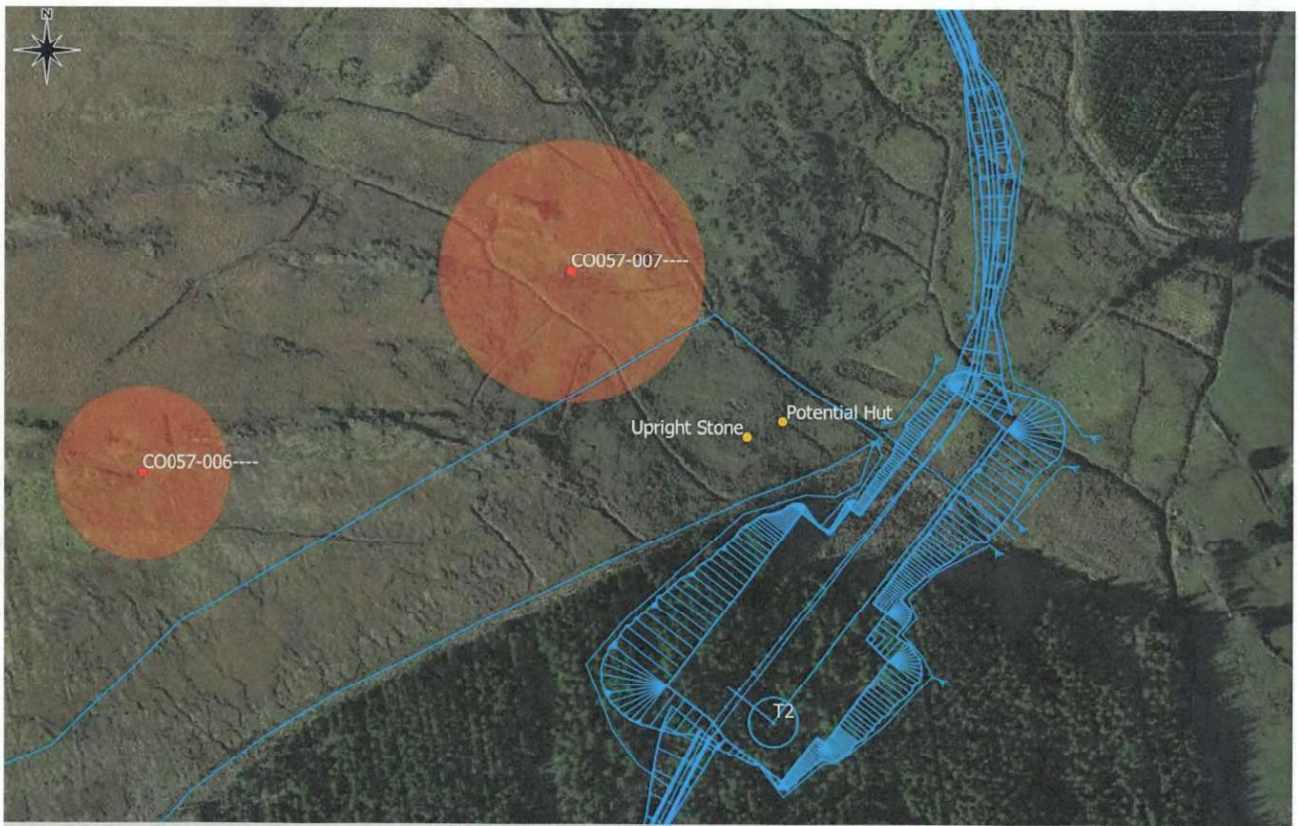 N
CO057-007----
Potential Hut
Upright Stone
CO057-006----
T2